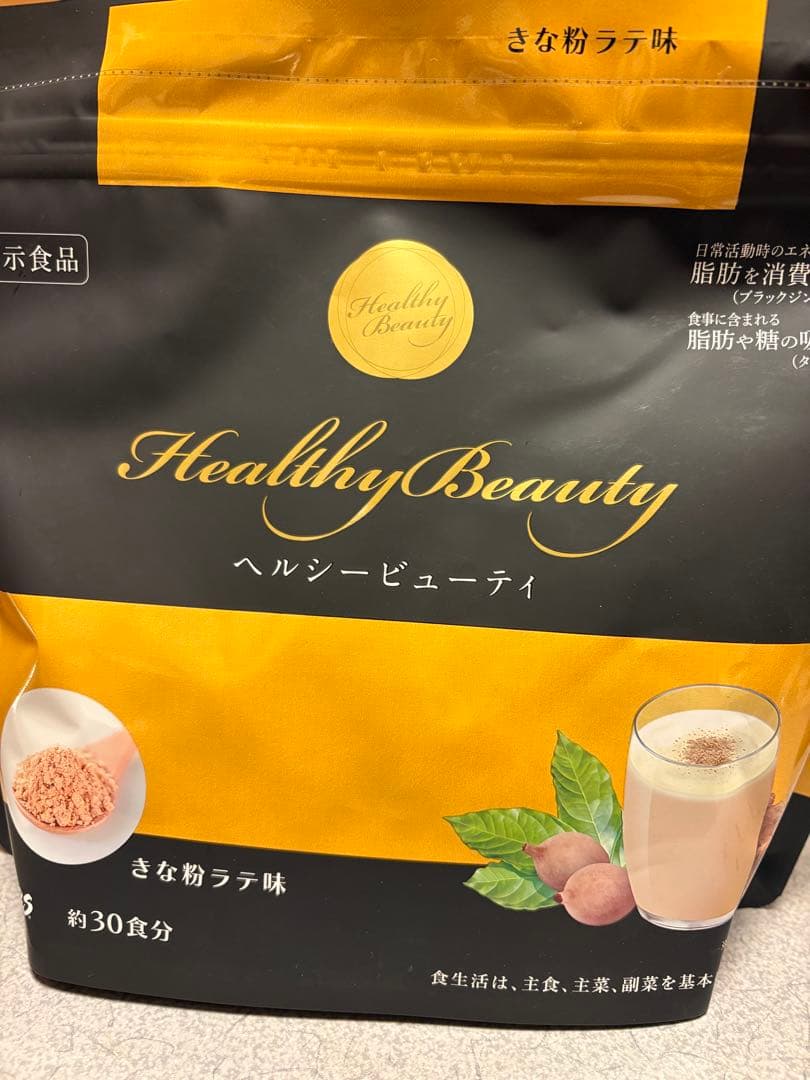 きな粉ラテ味
示食品
日常活動時のエネ
脂肪を消費
(ブラックジン
食事に含まれる
脂肪や糖の吸
(タ
Healthy
Beauty
Healthy Beauty
ヘルシービューティ
きな粉ラテ味
約30食分
食生活は、主食、主菜、副菜を基本